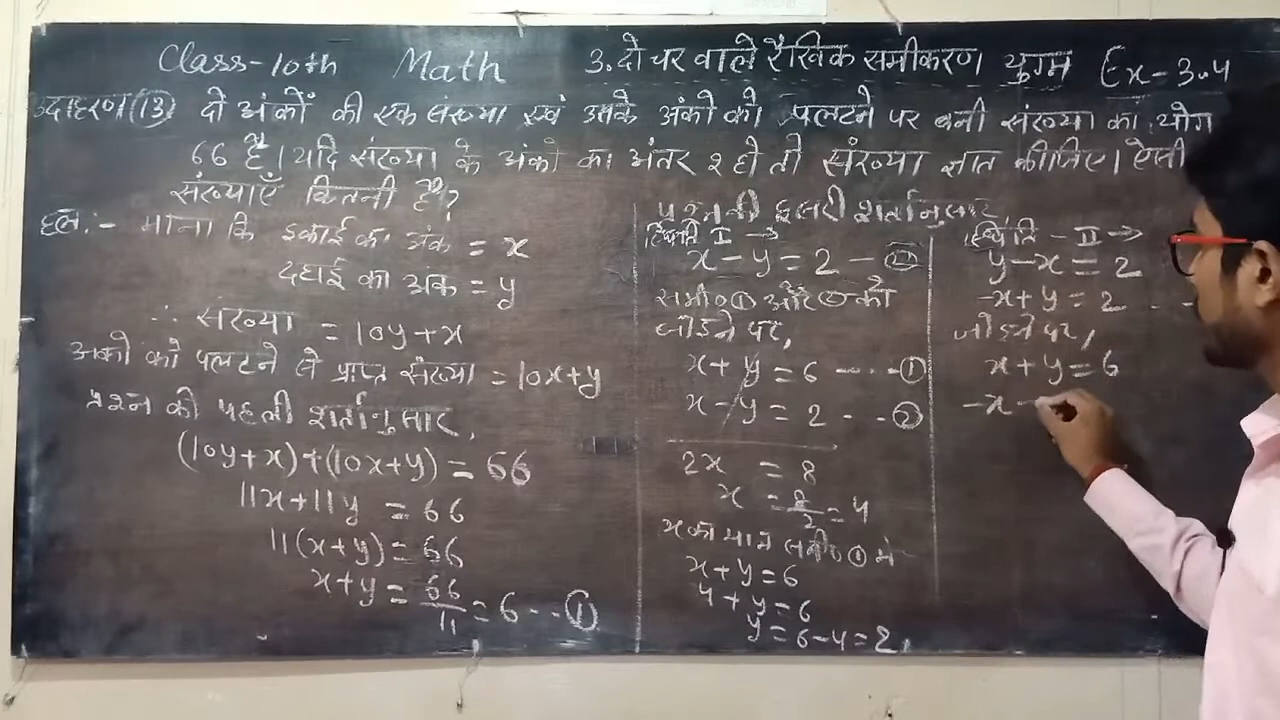 Class-10th Math 3. दो चर वाले रैखिक समीकरण युग्म Ex-3.4
उदाहरण (13) दो अंकों की एक संख्या एवं उसके अंकों को पलटने पर बनी संख्या का योग
66 है। यदि संख्या के अंकों का अंतर 2 हो तो संख्या ज्ञात कीजिए। ऐसी
संख्याएँ कितनी हैं?
हल:- माना कि इकाई का अंक = x
दहाई का अंक = y
∴ संख्या = 10y+x
अंको को पलटने से प्राप्त संख्या = 10x+y
प्रश्न की पहली शर्तानुसार,
(10y+x)+(10x+y) = 66
11x+11y = 66
11(x+y) = 66
x+y = 66/11 = 6 --- ①
प्रश्न की दूसरी शर्तानुसार,
स्थिति I →
x-y = 2 — ②
समी० ① और ② को
जोड़ने पर,
x+y = 6 ---- ①
x-y = 2 --- ②
2x = 8
x = 8/2 = 4
x का मान समी० ① में
x+y = 6
4+y = 6
y = 6-4 = 2
स्थिति - II →
y-x = 2
-x+y = 2 ---
जोड़ने पर,
x+y = 6
-x